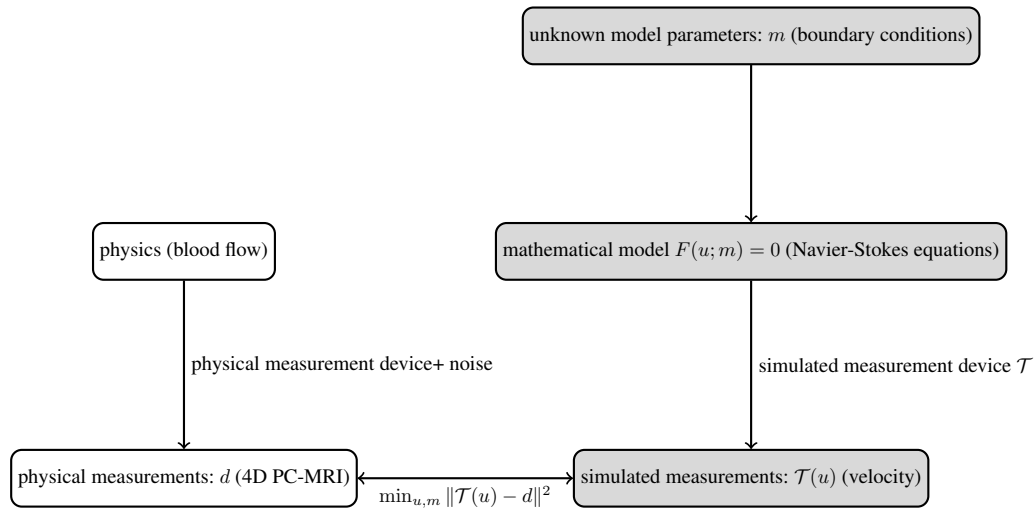 unknown model parameters: m (boundary conditions)
physics (blood flow)
mathematical model F(u; m) = 0 (Navier-Stokes equations)
physical measurement device+ noise
simulated measurement device 𝒯
physical measurements: d (4D PC-MRI)
min_{u,m} ‖𝒯(u) − d‖²
simulated measurements: 𝒯(u) (velocity)